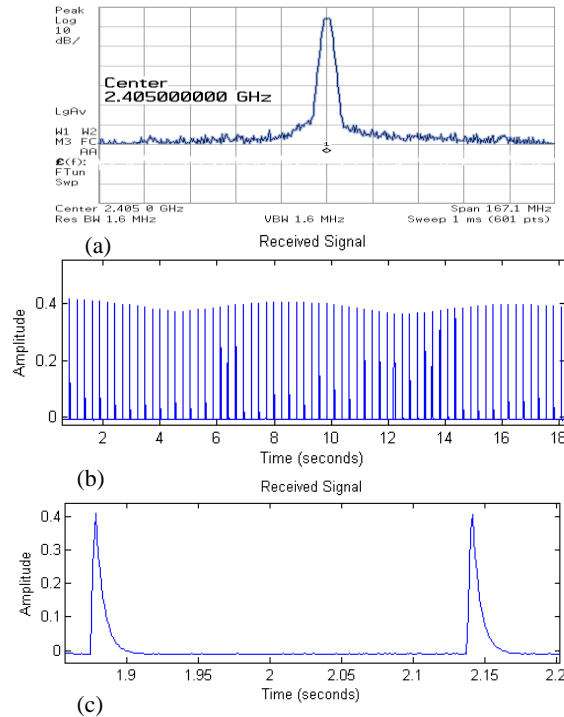 Peak
Log
10
dB/
Center
2.405000000 GHz
LgAv
W1 W2
M3 FC
AA
£(f):
FTun
Swp
1
Center 2.405 0 GHz
Span 167.1 MHz
Res BW 1.6 MHz
VBW 1.6 MHz
Sweep 1 ms (601 pts)
(a)
Received Signal
Amplitude
0.4
0.2
0
2 4 6 8 10 12 14 16 18
Time (seconds)
(b)
Received Signal
Amplitude
0.4
0.3
0.2
0.1
0
1.9 1.95 2 2.05 2.1 2.15 2.2
Time (seconds)
(c)